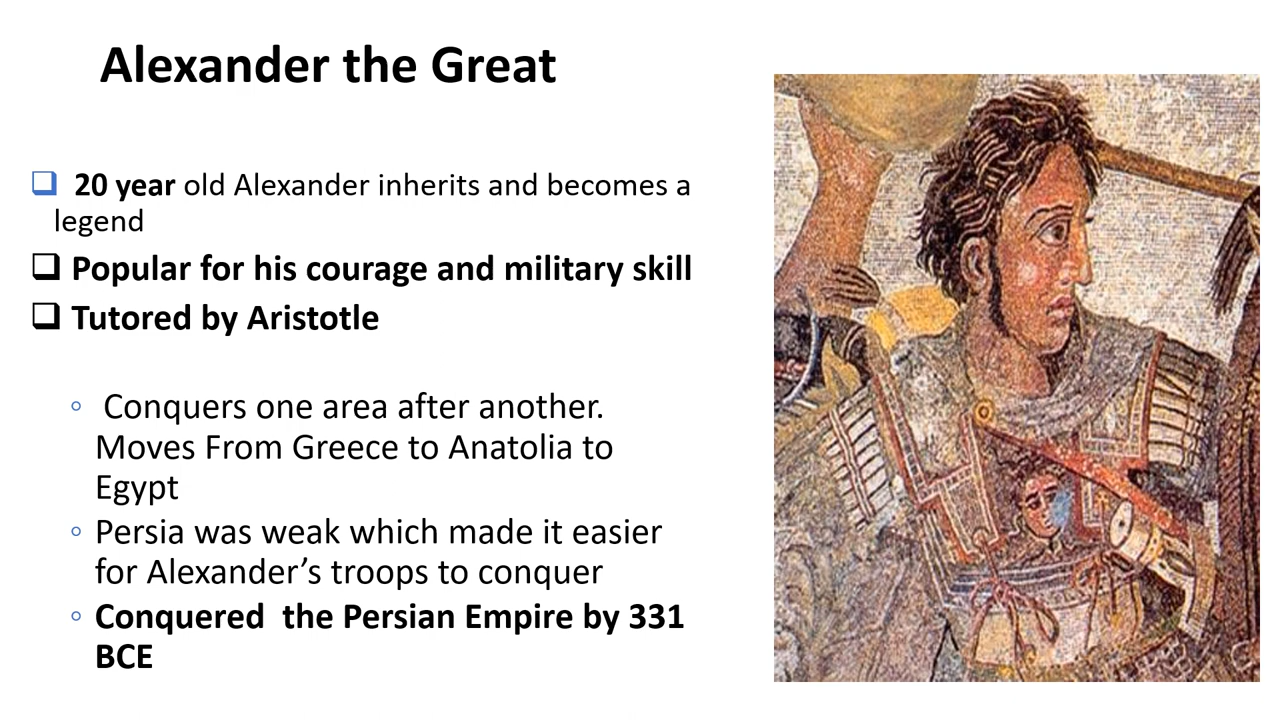 Alexander the Great
❑ 20 year old Alexander inherits and becomes a
legend
❑ Popular for his courage and military skill
❑ Tutored by Aristotle
◦ Conquers one area after another.
Moves From Greece to Anatolia to
Egypt
◦ Persia was weak which made it easier
for Alexander’s troops to conquer
◦ Conquered  the Persian Empire by 331
BCE